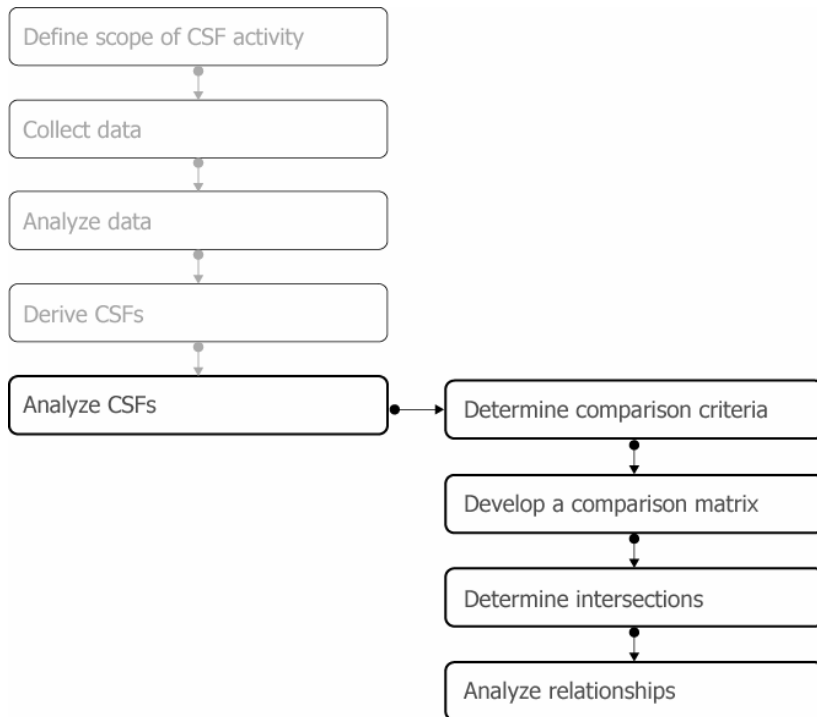 Define scope of CSF activity
Collect data
Analyze data
Derive CSFs
Analyze CSFs
Determine comparison criteria
Develop a comparison matrix
Determine intersections
Analyze relationships